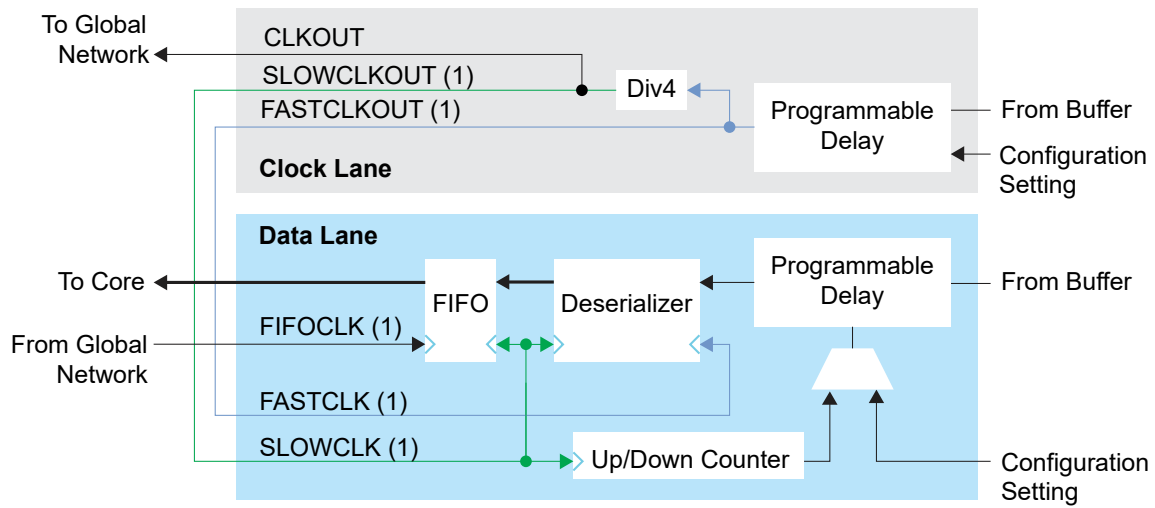 To Global
Network
CLKOUT
SLOWCLKOUT (1)
FASTCLKOUT (1)
Div4
Programmable
Delay
From Buffer
Configuration
Setting
Clock Lane
Data Lane
To Core
FIFO
Deserializer
Programmable
Delay
From Buffer
FIFOCLK (1)
From Global
Network
FASTCLK (1)
SLOWCLK (1)
Up/Down Counter
Configuration
Setting